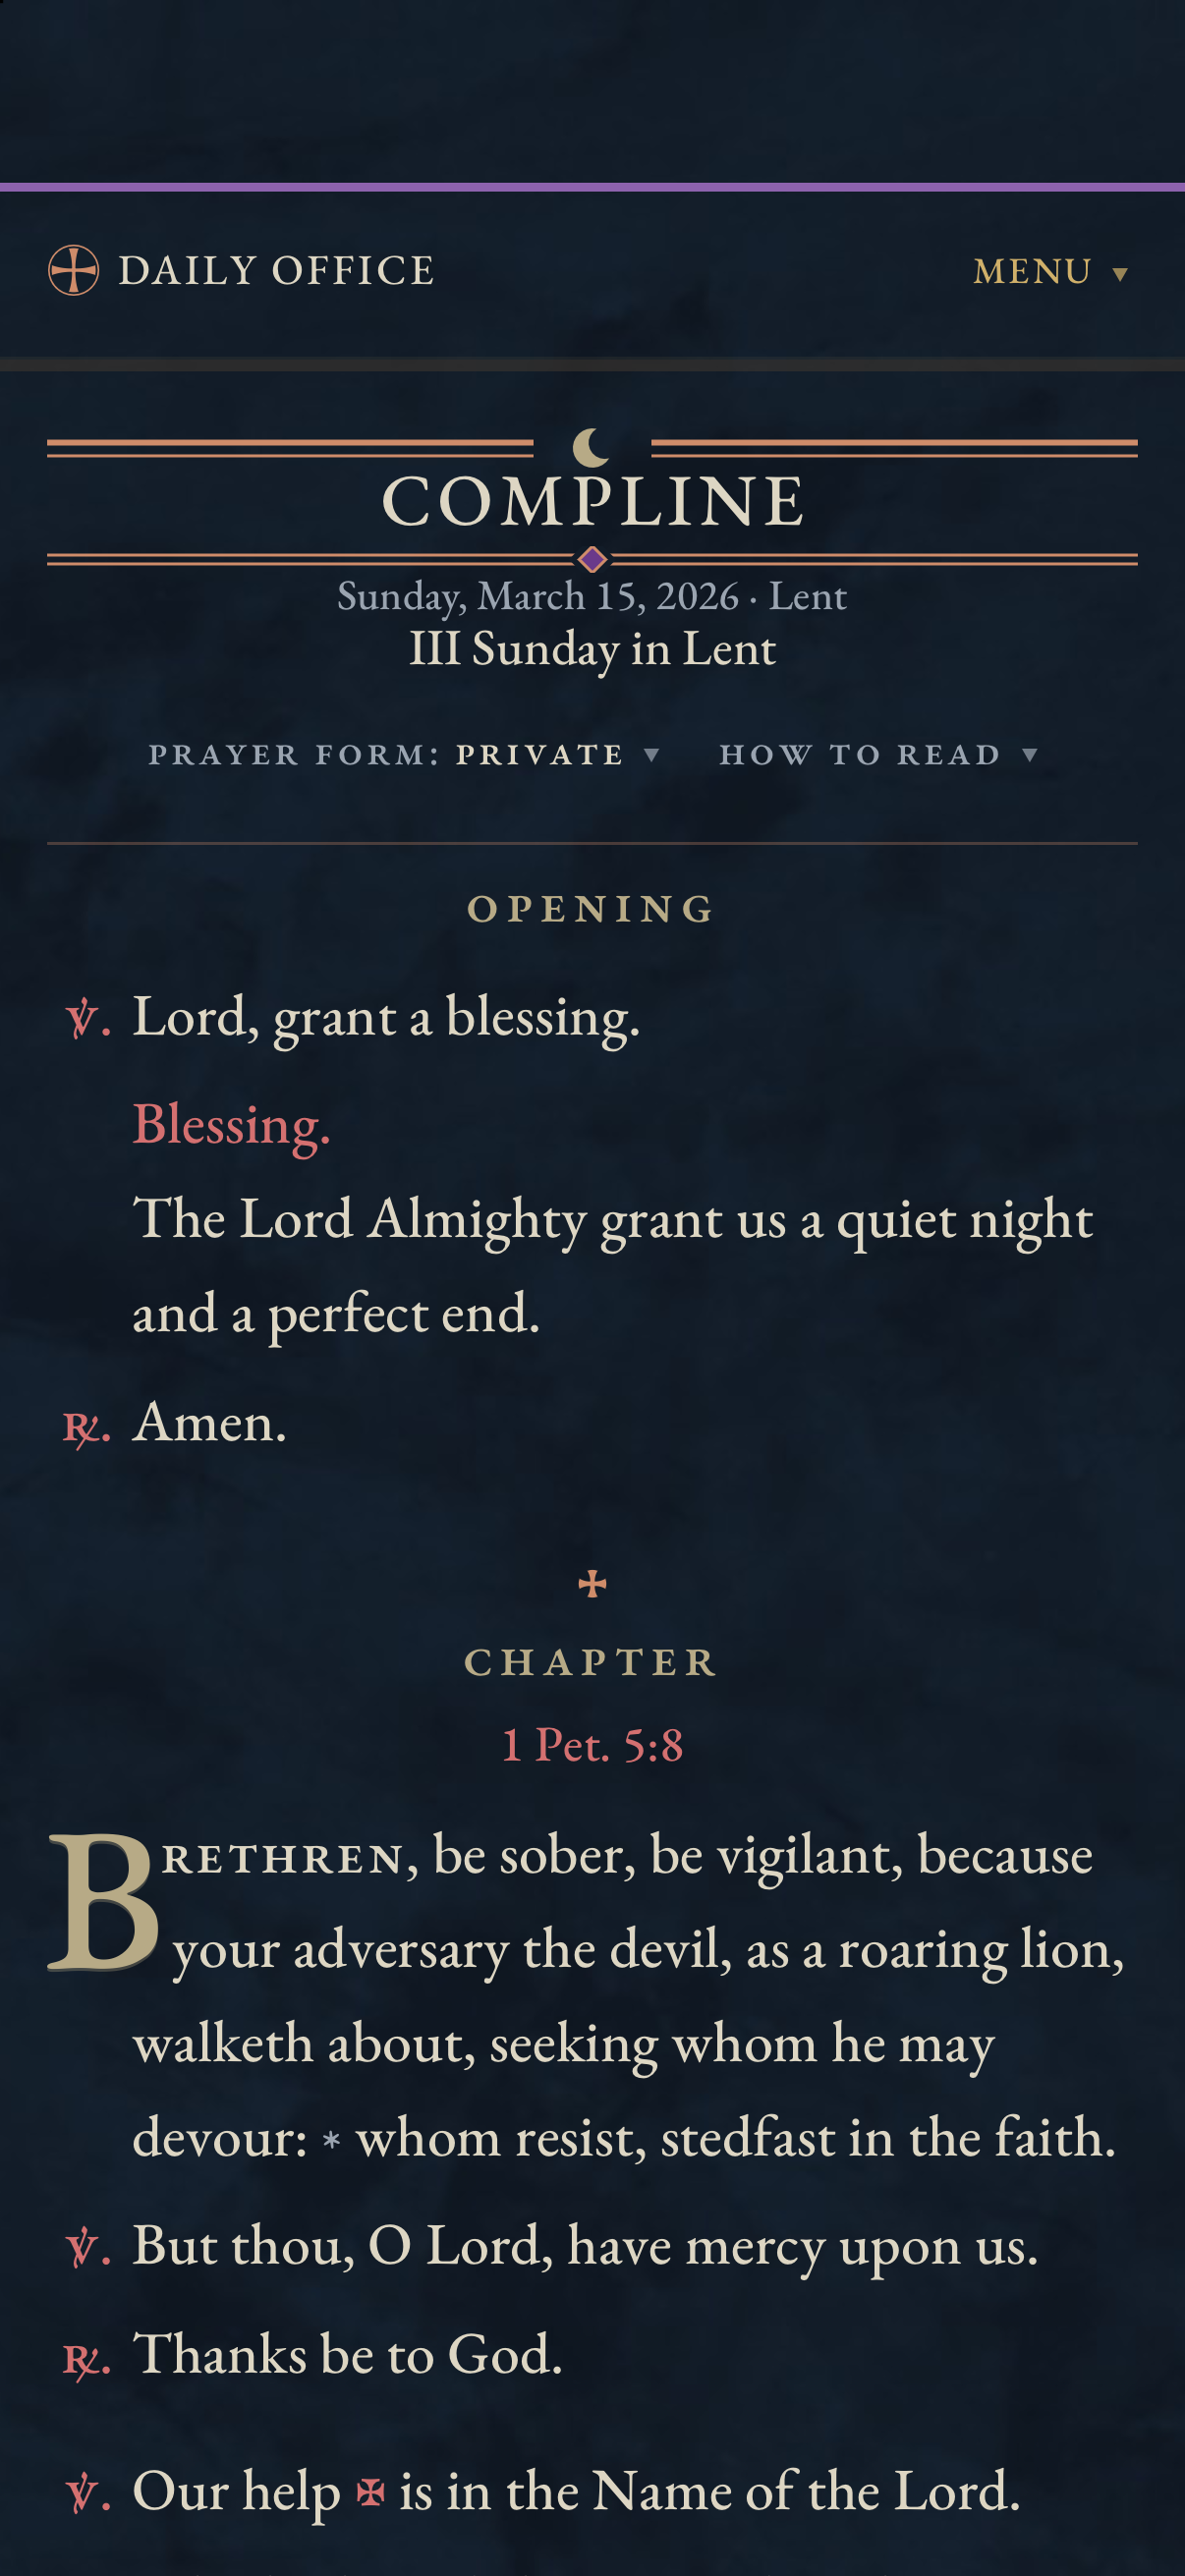 DAILY OFFICE
MENU ▼
COMPLINE
Sunday, March 15, 2026 · Lent
III Sunday in Lent
PRAYER FORM: PRIVATE ▼ HOW TO READ ▼
OPENING
℣. Lord, grant a blessing.
Blessing.
The Lord Almighty grant us a quiet night
and a perfect end.
℟. Amen.
✠
CHAPTER
1 Pet. 5:8
BRETHREN, be sober, be vigilant, because
your adversary the devil, as a roaring lion,
walketh about, seeking whom he may
devour: * whom resist, stedfast in the faith.
℣. But thou, O Lord, have mercy upon us.
℟. Thanks be to God.
℣. Our help ✠ is in the Name of the Lord.